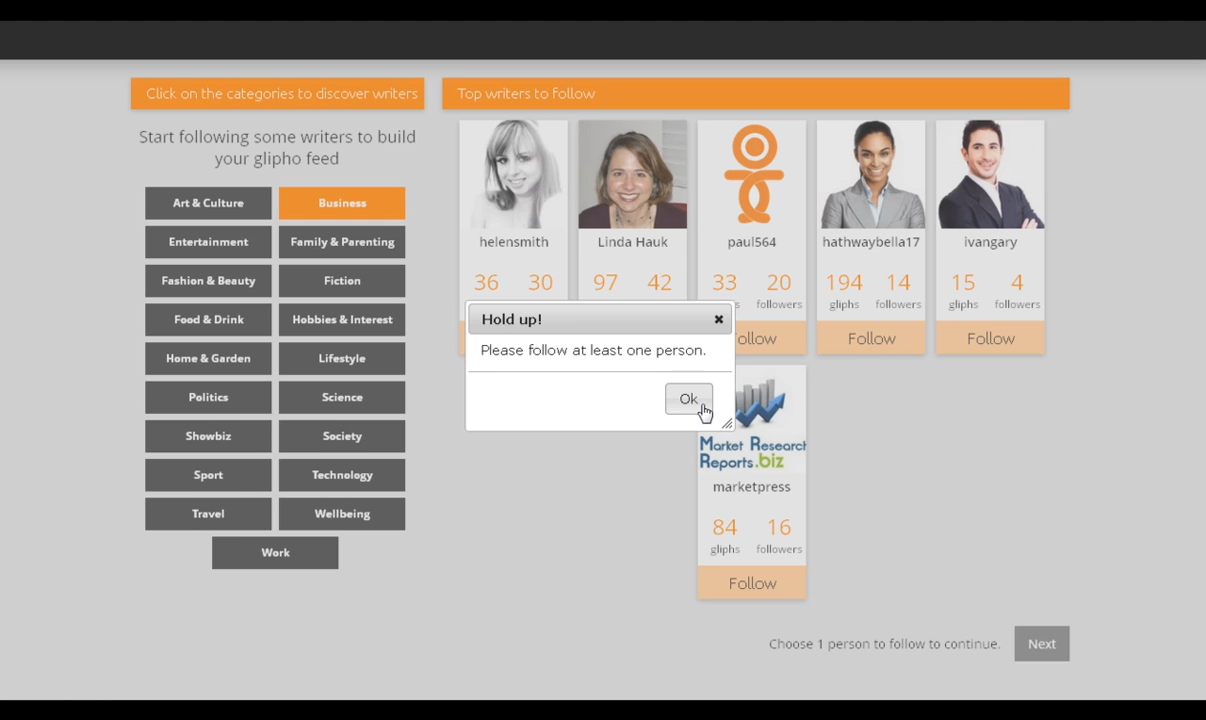 Click on the categories to discover writers
Top writers to follow
Start following some writers to build
your glipho feed
Art & Culture
Business
Entertainment
Family & Parenting
Fashion & Beauty
Fiction
Food & Drink
Hobbies & Interest
Home & Garden
Lifestyle
Politics
Science
Showbiz
Society
Sport
Technology
Travel
Wellbeing
Work
helensmith
36 30
Linda Hauk
97 42
paul564
33 20
followers
hathwaybella17
194 14
gliphs followers
Follow
ivangary
15 4
gliphs followers
Follow
Hold up!
Please follow at least one person.
Ok
Market Research
Reports.biz
marketpress
84 16
gliphs followers
Follow
Choose 1 person to follow to continue.
Next